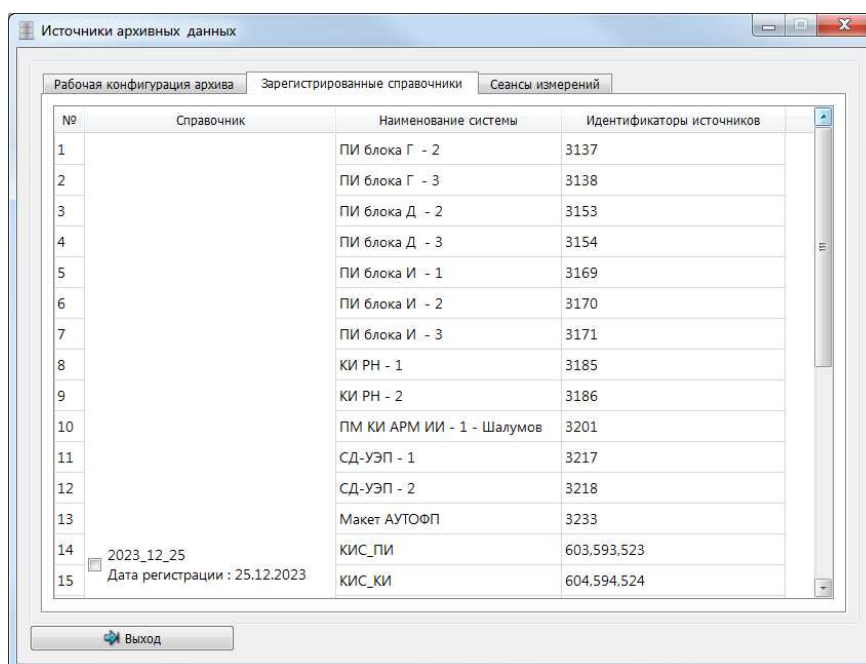 Источники архивных данных
Рабочая конфигурация архива Зарегистрированные справочники Сеансы измерений
№ Справочник Наименование системы Идентификаторы источников
1 ПИ блока Г - 2 3137
2 ПИ блока Г - 3 3138
3 ПИ блока Д - 2 3153
4 ПИ блока Д - 3 3154
5 ПИ блока И - 1 3169
6 ПИ блока И - 2 3170
7 ПИ блока И - 3 3171
8 КИ РН - 1 3185
9 КИ РН - 2 3186
10 ПМ КИ АРМ ИИ - 1 - Шалумов 3201
11 СД-УЭП - 1 3217
12 СД-УЭП - 2 3218
13 Макет АУТОФП 3233
14 2023_12_25 КИС_ПИ 603,593,523
15 Дата регистрации : 25.12.2023 КИС_КИ 604,594,524
Выход